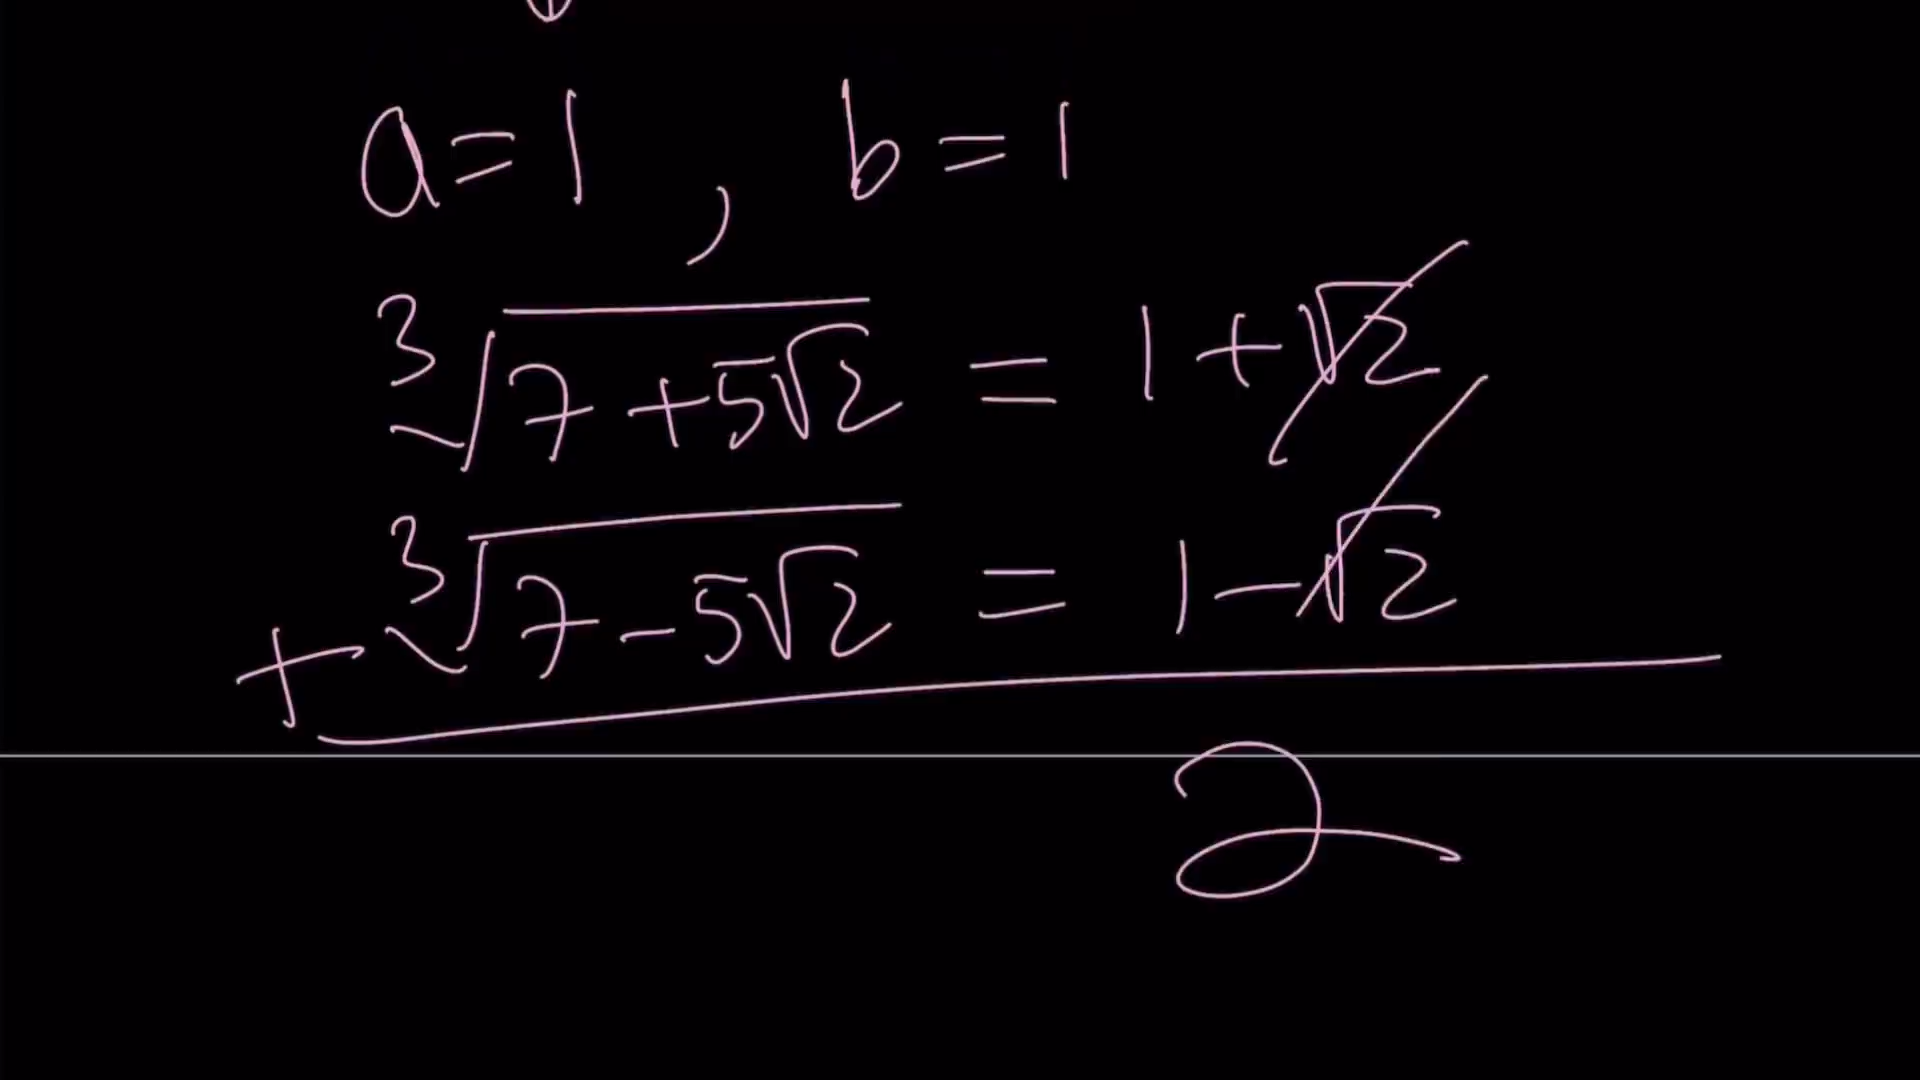 a = 1 , b = 1
∛(7 + 5√2) = 1 + √2
+ ∛(7 - 5√2) = 1 - √2
2